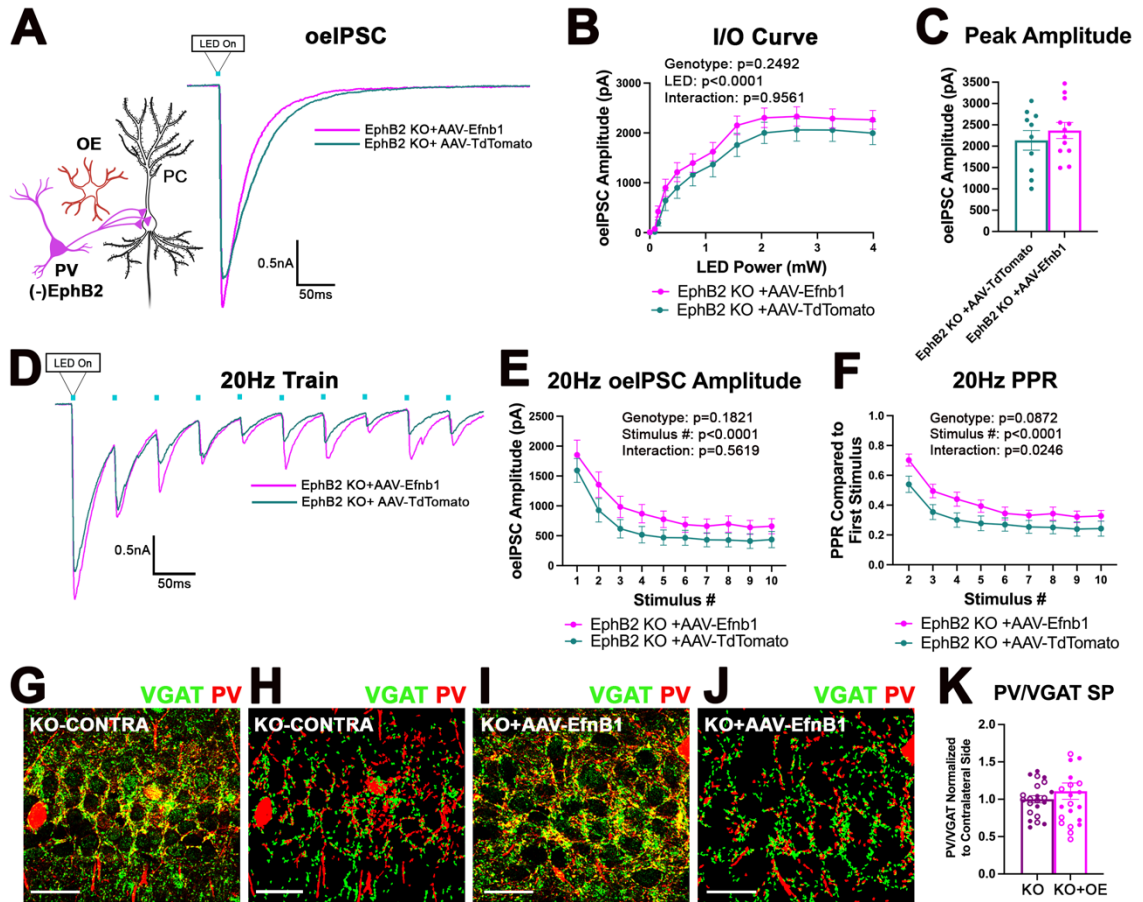 A
oeIPSC
LED On
EphB2 KO+AAV-Efnb1
EphB2 KO+ AAV-TdTomato
OE
PC
PV
(-)EphB2
0.5nA
50ms
B
I/O Curve
Genotype: p=0.2492
LED: p<0.0001
Interaction: p=0.9561
oeIPSC Amplitude (pA)
3000
2000
1000
0
0 1 2 3 4
LED Power (mW)
EphB2 KO +AAV-Efnb1
EphB2 KO +AAV-TdTomato
C
Peak Amplitude
oeIPSC Amplitude (pA)
3500
3000
2500
2000
1500
1000
500
0
EphB2 KO +AAV-TdTomato
EphB2 KO +AAV-Efnb1
D
LED On
20Hz Train
EphB2 KO+AAV-Efnb1
EphB2 KO+ AAV-TdTomato
0.5nA
50ms
E
20Hz oeIPSC Amplitude
Genotype: p=0.1821
Stimulus #: p<0.0001
Interaction: p=0.5619
oeIPSC Amplitude (pA)
2500
2000
1500
1000
500
0
1 2 3 4 5 6 7 8 9 10
Stimulus #
EphB2 KO +AAV-Efnb1
EphB2 KO +AAV-TdTomato
F
20Hz PPR
Genotype: p=0.0872
Stimulus #: p<0.0001
Interaction: p=0.0246
PPR Compared to
First Stimulus
1.0
0.8
0.6
0.4
0.2
0.0
2 3 4 5 6 7 8 9 10
Stimulus #
EphB2 KO +AAV-Efnb1
EphB2 KO +AAV-TdTomato
G
VGAT PV
KO-CONTRA
H
VGAT PV
KO-CONTRA
I
VGAT PV
KO+AAV-EfnB1
J
VGAT PV
KO+AAV-EfnB1
K
PV/VGAT SP
PV/VGAT Normalized
to Contralateral Side
2.0
1.5
1.0
0.5
0.0
KO KO+OE